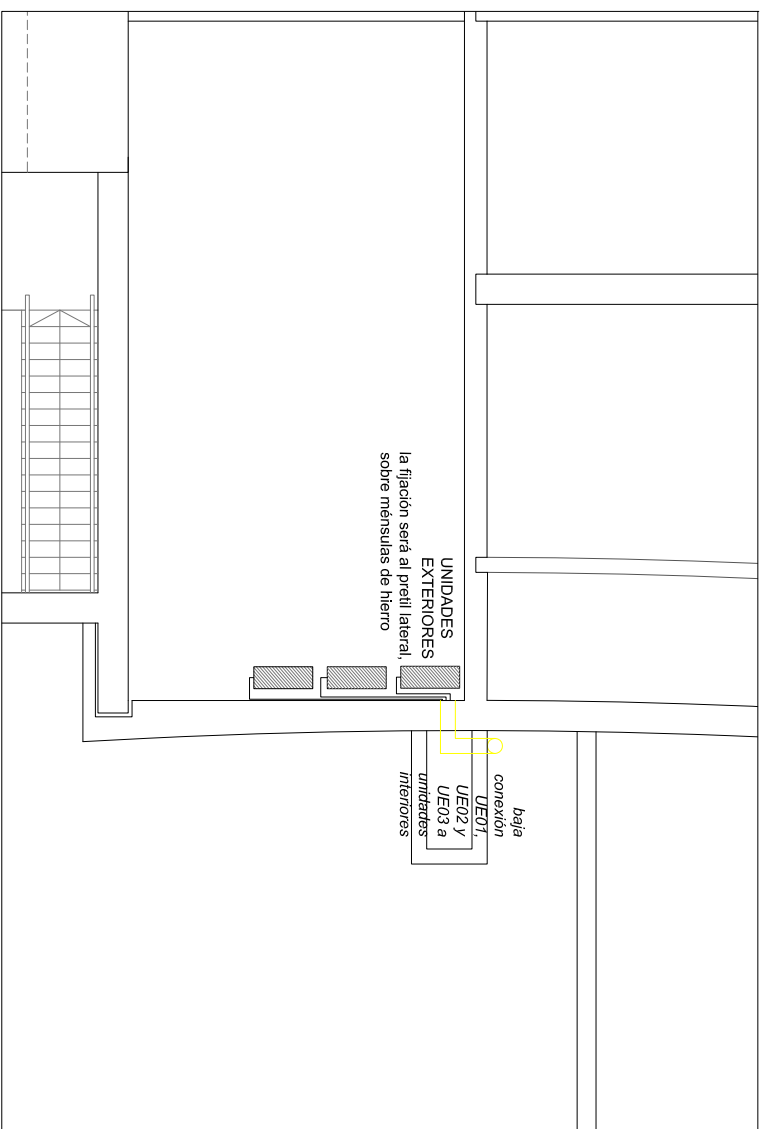 UNIDADES
EXTERIORES
la fijación será al pretil lateral,
sobre ménsulas de hierro
baja
conexión
UE01,
UE02 y
UE03 a
unidades
interiores